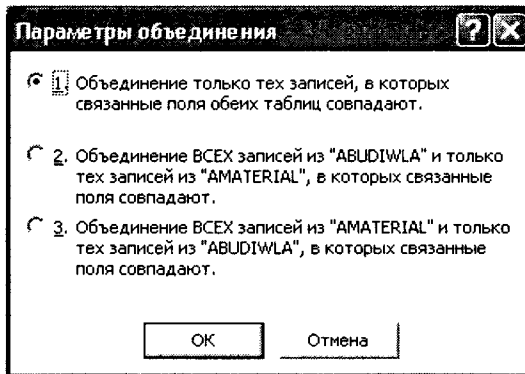 Параметры объединения
1. Объединение только тех записей, в которых
связанные поля обеих таблиц совпадают.
2. Объединение ВСЕХ записей из "ABUDIWLA" и только
тех записей из "AMATERIAL", в которых связанные
поля совпадают.
3. Объединение ВСЕХ записей из "AMATERIAL" и только
тех записей из "ABUDIWLA", в которых связанные
поля совпадают.
ОК Отмена